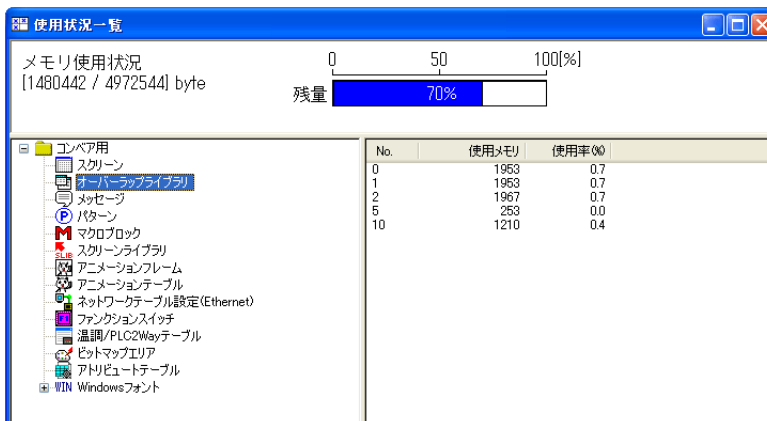 使用状況一覧
メモリ使用状況
[1480442 / 4972544] byte
0 50 100[%]
残量 70%
コンベア用
スクリーン
オーバーラップライブラリ
メッセージ
パターン
マクロブロック
スクリーンライブラリ
アニメーションフレーム
アニメーションテーブル
ネットワークテーブル設定(Ethernet)
ファンクションスイッチ
温調/PLC2Wayテーブル
ビットマップエリア
アトリビュートテーブル
WIN Windowsフォント
No. 使用メモリ 使用率(%)
0 1953 0.7
1 1953 0.7
2 1967 0.7
5 253 0.0
10 1210 0.4